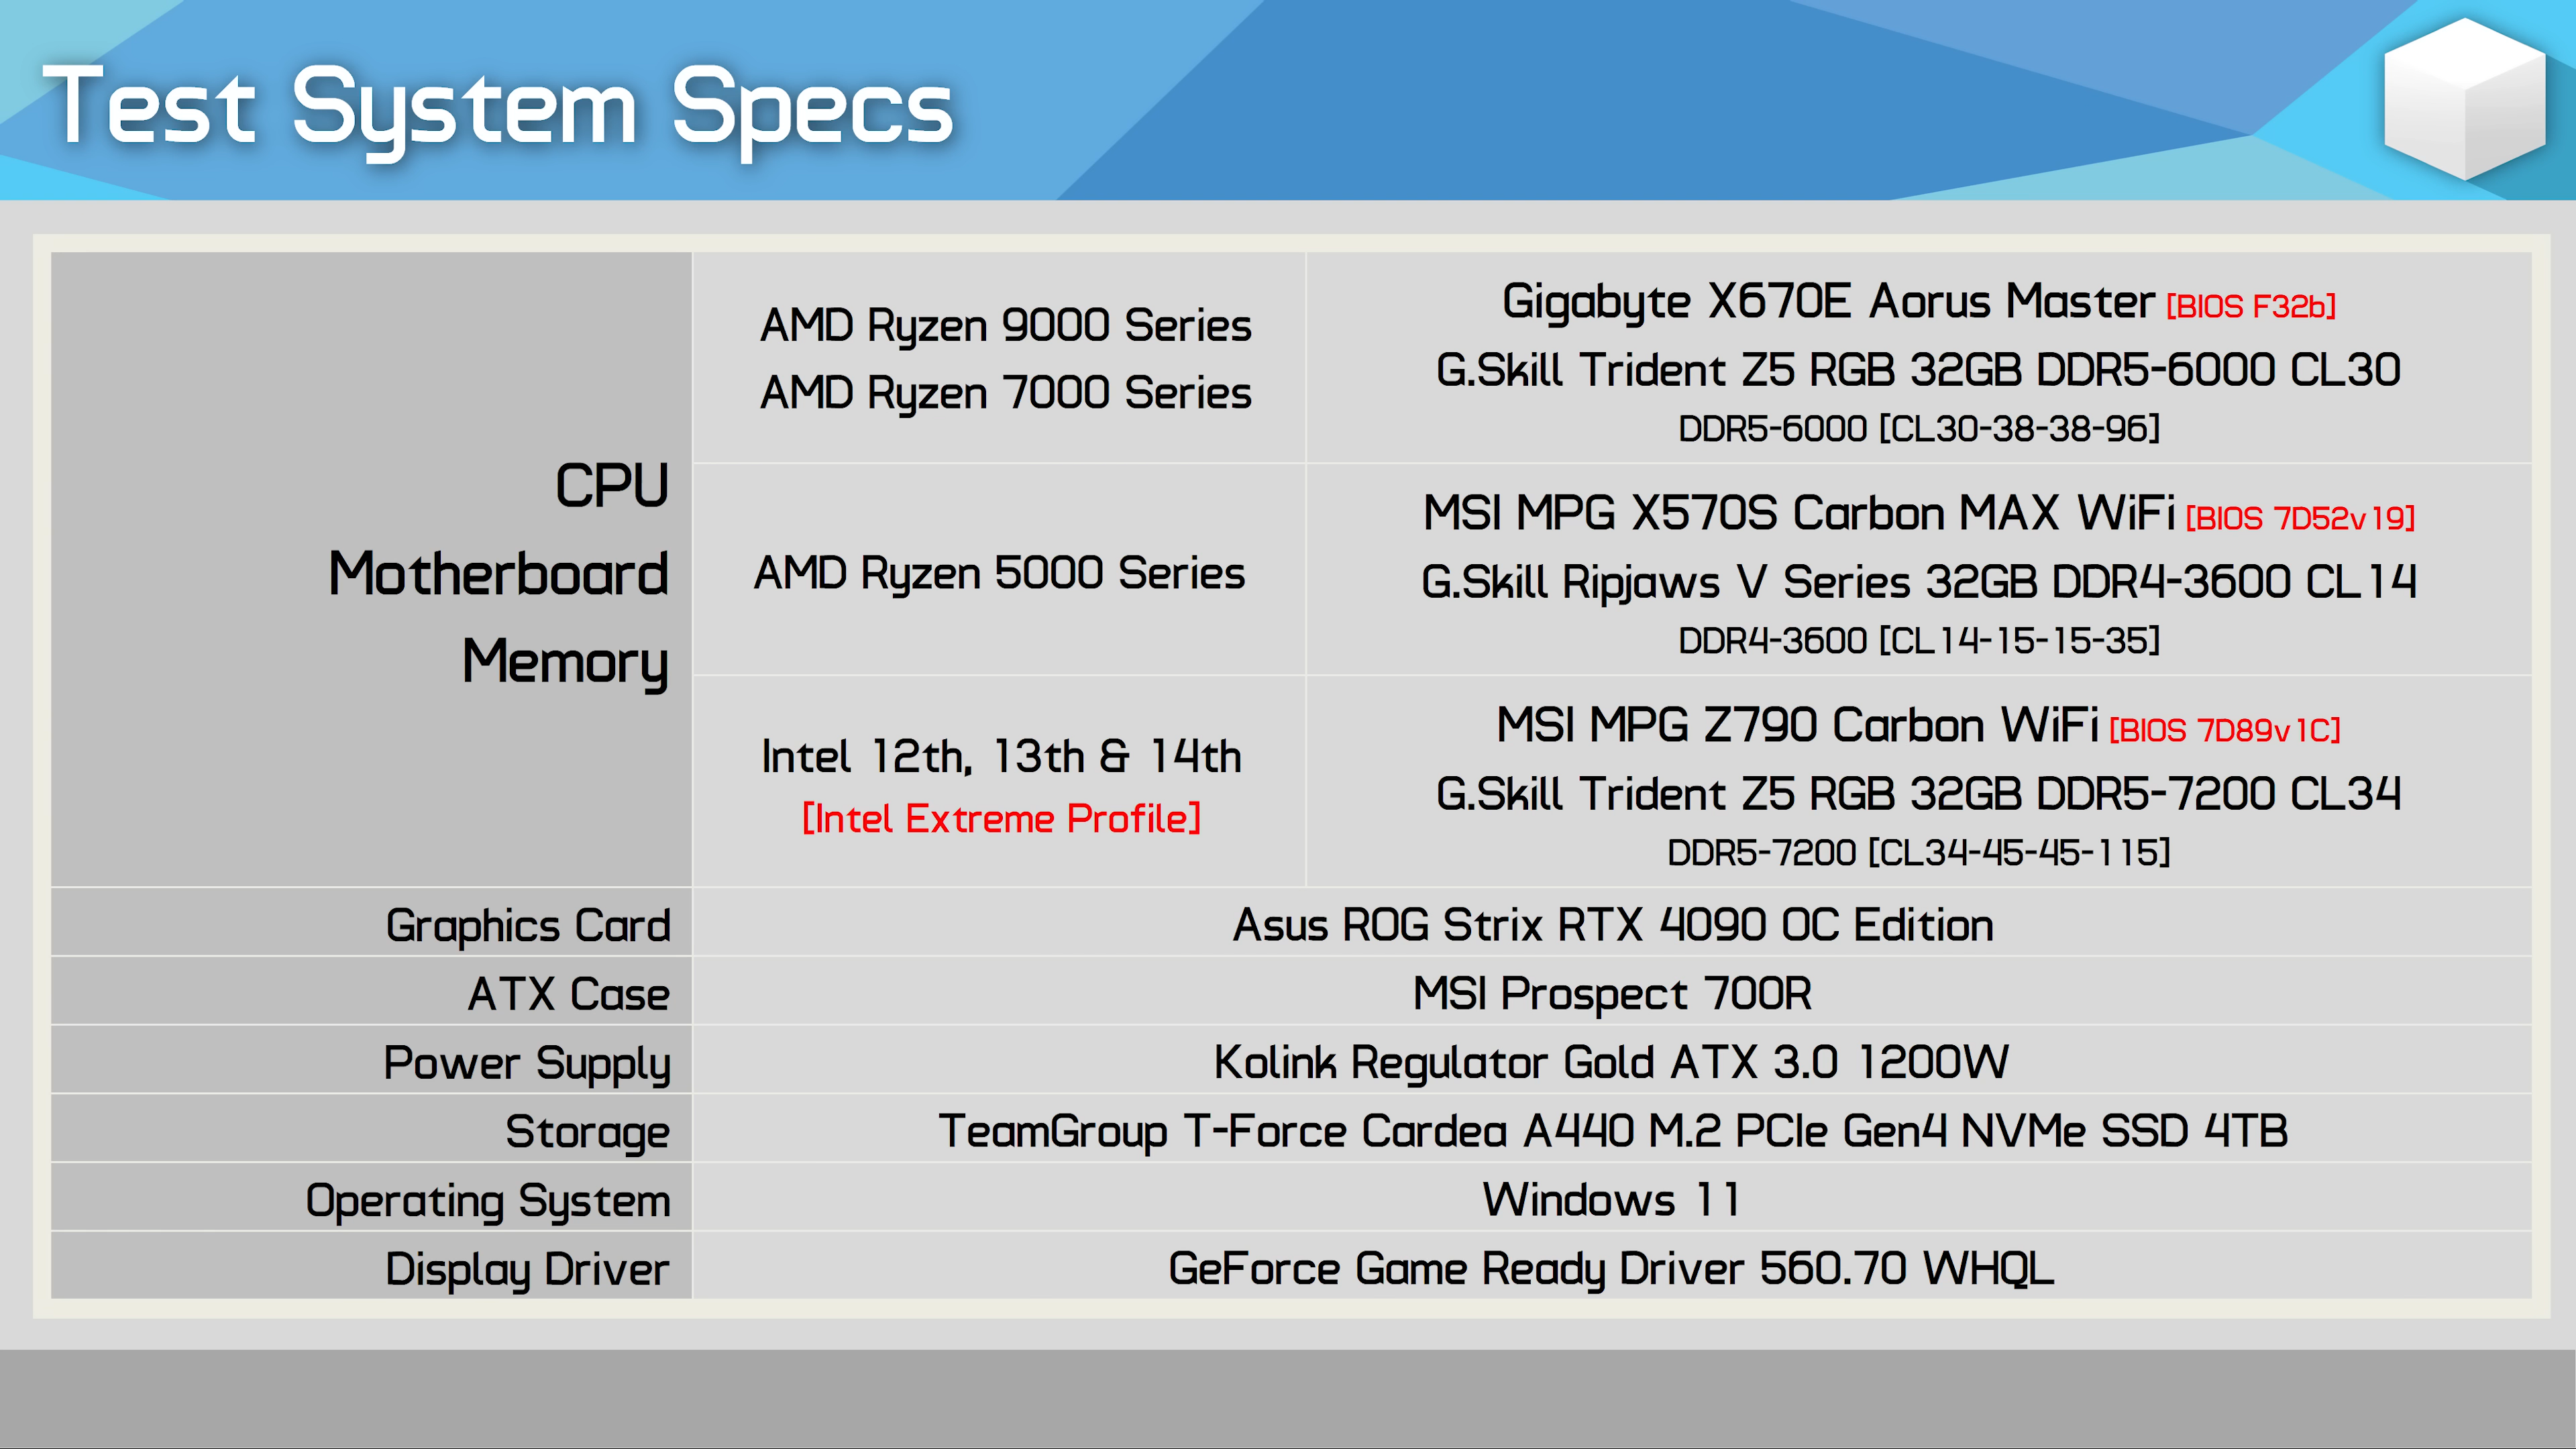 Test System Specs
CPU
Motherboard
Memory
AMD Ryzen 9000 Series
AMD Ryzen 7000 Series
Gigabyte X670E Aorus Master [BIOS F32b]
G.Skill Trident Z5 RGB 32GB DDR5-6000 CL30
DDR5-6000 [CL30-38-38-96]
AMD Ryzen 5000 Series
MSI MPG X570S Carbon MAX WiFi [BIOS 7D52v19]
G.Skill Ripjaws V Series 32GB DDR4-3600 CL14
DDR4-3600 [CL14-15-15-35]
Intel 12th, 13th & 14th
[Intel Extreme Profile]
MSI MPG Z790 Carbon WiFi [BIOS 7D89v1C]
G.Skill Trident Z5 RGB 32GB DDR5-7200 CL34
DDR5-7200 [CL34-45-45-115]
Graphics Card
Asus ROG Strix RTX 4090 OC Edition
ATX Case
MSI Prospect 700R
Power Supply
Kolink Regulator Gold ATX 3.0 1200W
Storage
TeamGroup T-Force Cardea A440 M.2 PCIe Gen4 NVMe SSD 4TB
Operating System
Windows 11
Display Driver
GeForce Game Ready Driver 560.70 WHQL